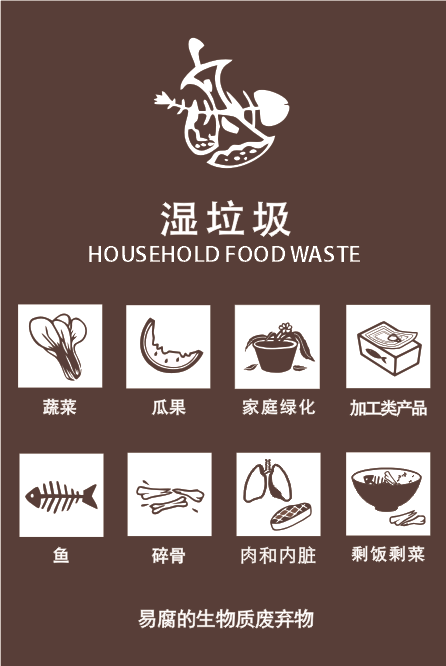 湿垃圾
HOUSEHOLD FOOD WASTE
蔬菜
瓜果
家庭绿化
加工类产品
鱼
碎骨
肉和内脏
剩饭剩菜
易腐的生物质废弃物